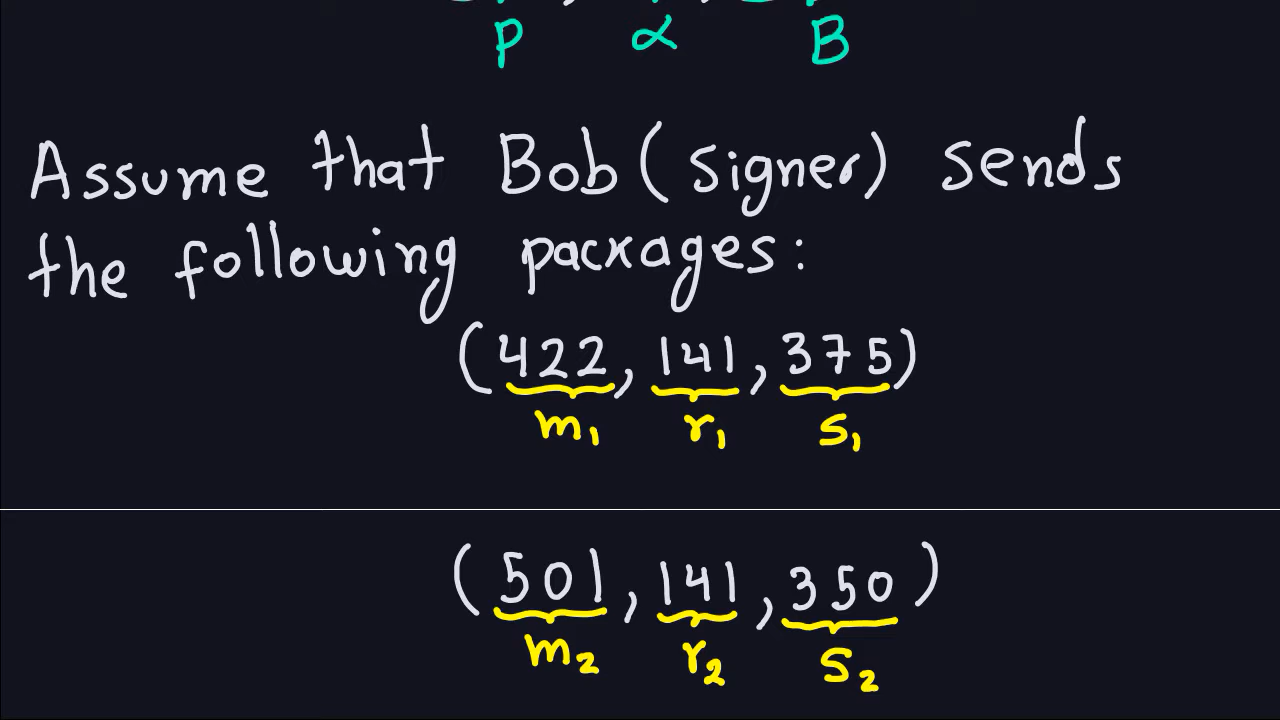 p α B
Assume that Bob (signer) sends
the following packages:
(422, 141, 375)
m₁ r₁ s₁
(501, 141, 350)
m₂ r₂ s₂